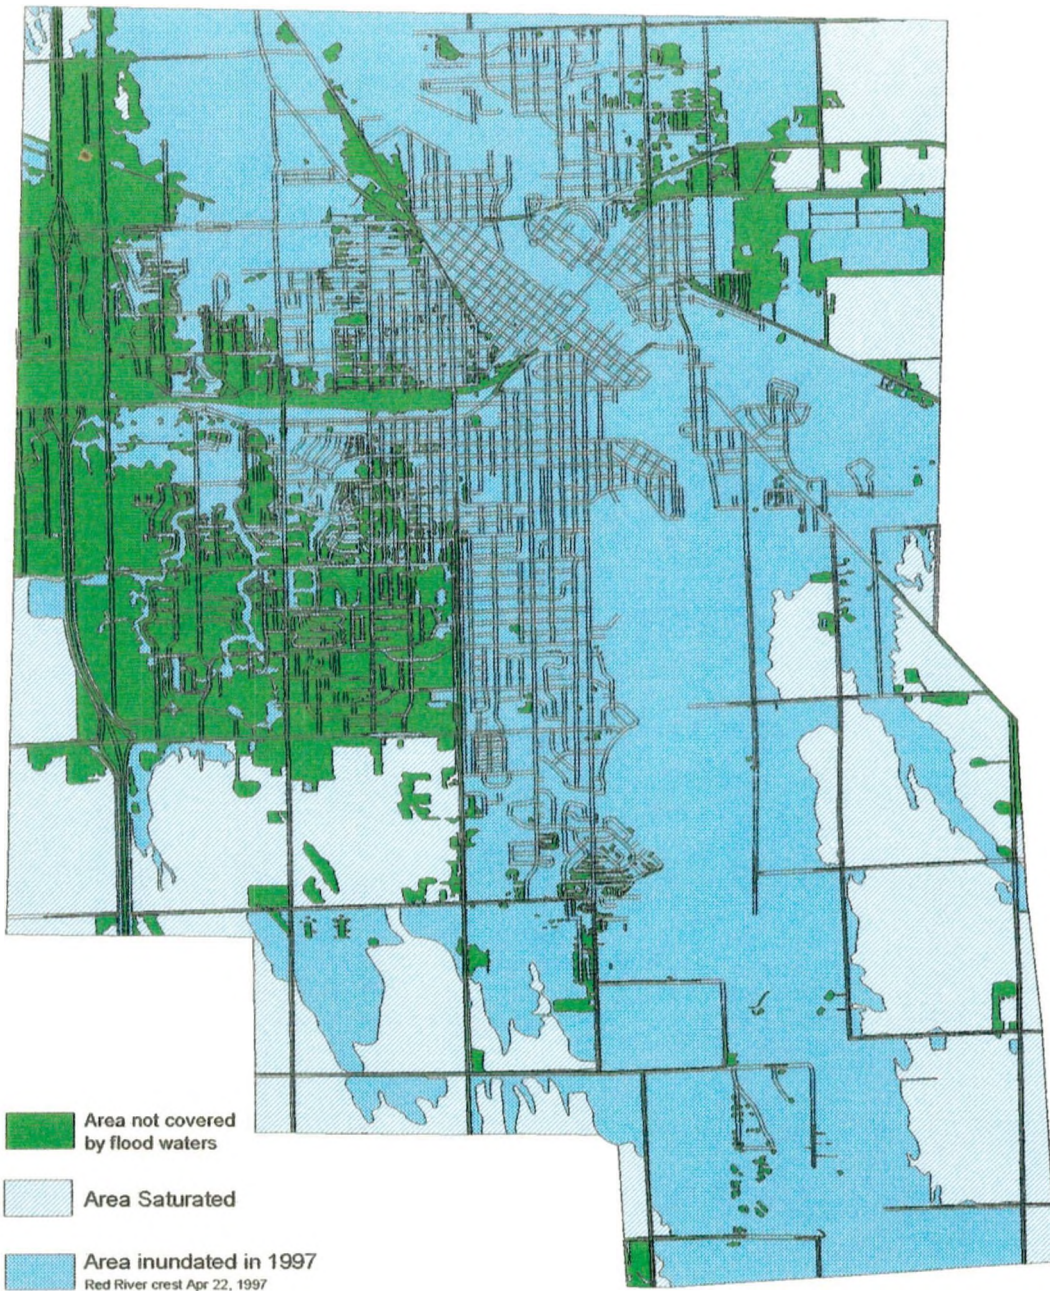 Area not covered
by flood waters
Area Saturated
Area inundated in 1997
Red River crest Apr 22, 1997